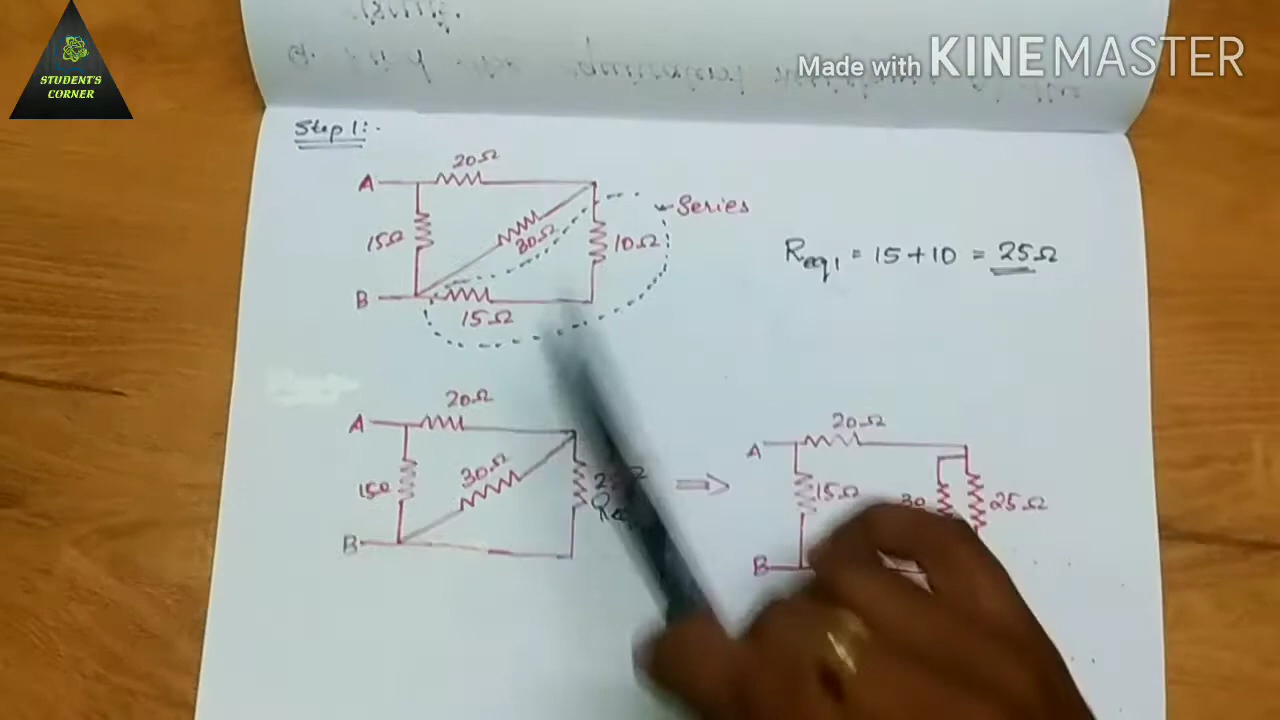 STUDENT'S
CORNER
Made with KINEMASTER
Step 1:-
A
20Ω
15Ω
30Ω
10Ω
Series
B
15Ω
Req1 = 15 + 10 = 25Ω
A
20Ω
15Ω
30Ω
B
A
20Ω
15Ω
30
25Ω
B